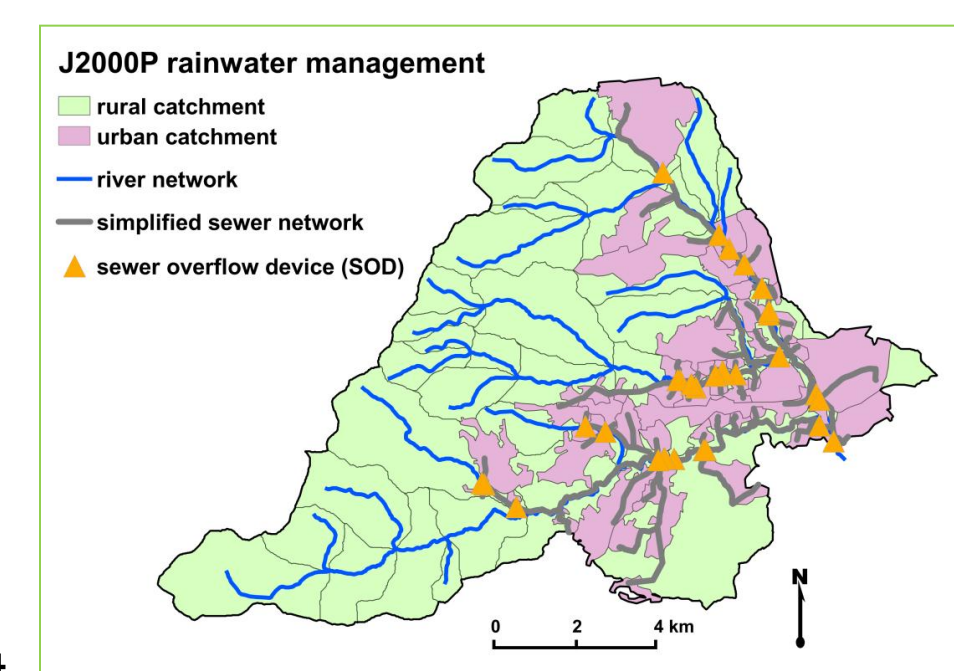 J2000P rainwater management
rural catchment
urban catchment
river network
simplified sewer network
sewer overflow device (SOD)
N
0 2 4 km